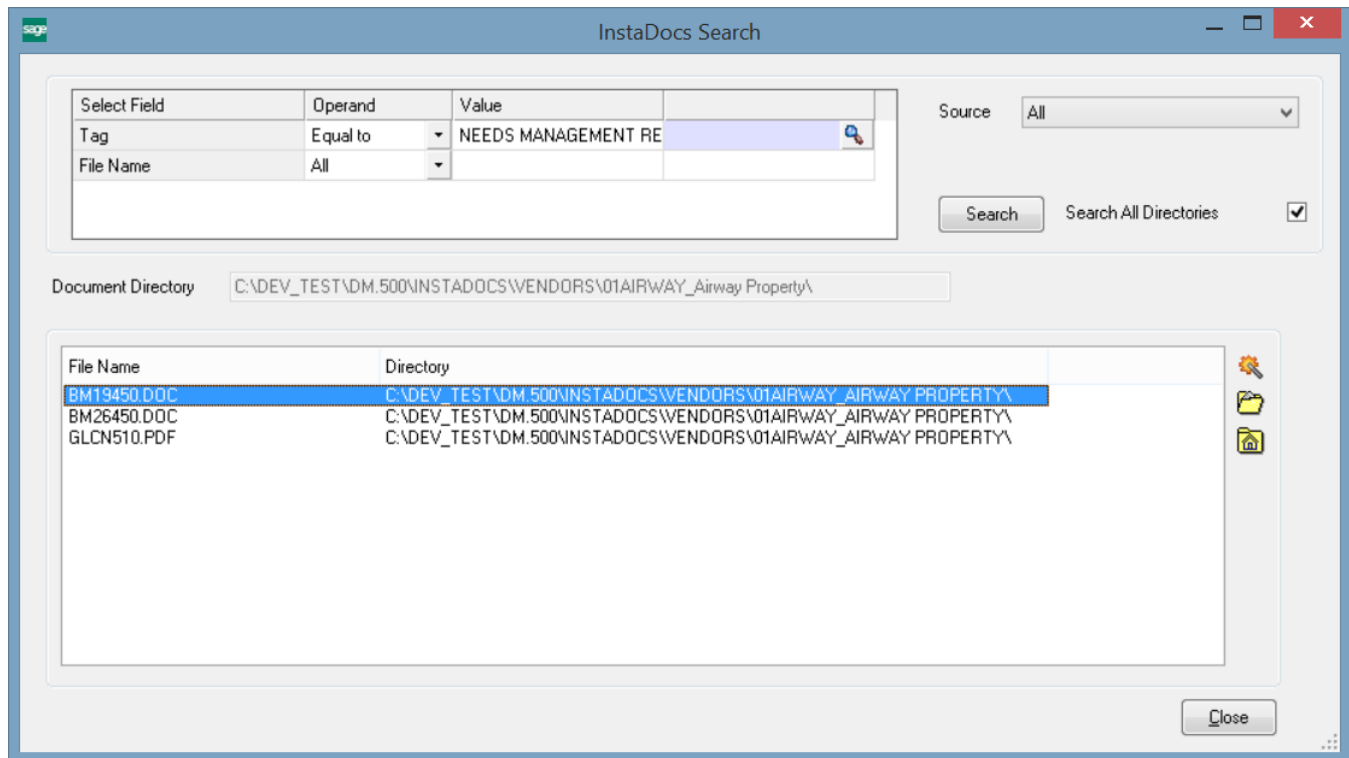 sage
InstaDocs Search
Select Field Operand Value
Tag Equal to NEEDS MANAGEMENT RE
File Name All
Source All
Search Search All Directories
Document Directory C:\DEV_TEST\DM.500\INSTADOCS\VENDORS\01AIRWAY_Airway Property\
File Name Directory
BM19450.DOC C:\DEV_TEST\DM.500\INSTADOCS\VENDORS\01AIRWAY_AIRWAY PROPERTY\
BM26450.DOC C:\DEV_TEST\DM.500\INSTADOCS\VENDORS\01AIRWAY_AIRWAY PROPERTY\
GLCN510.PDF C:\DEV_TEST\DM.500\INSTADOCS\VENDORS\01AIRWAY_AIRWAY PROPERTY\
Close